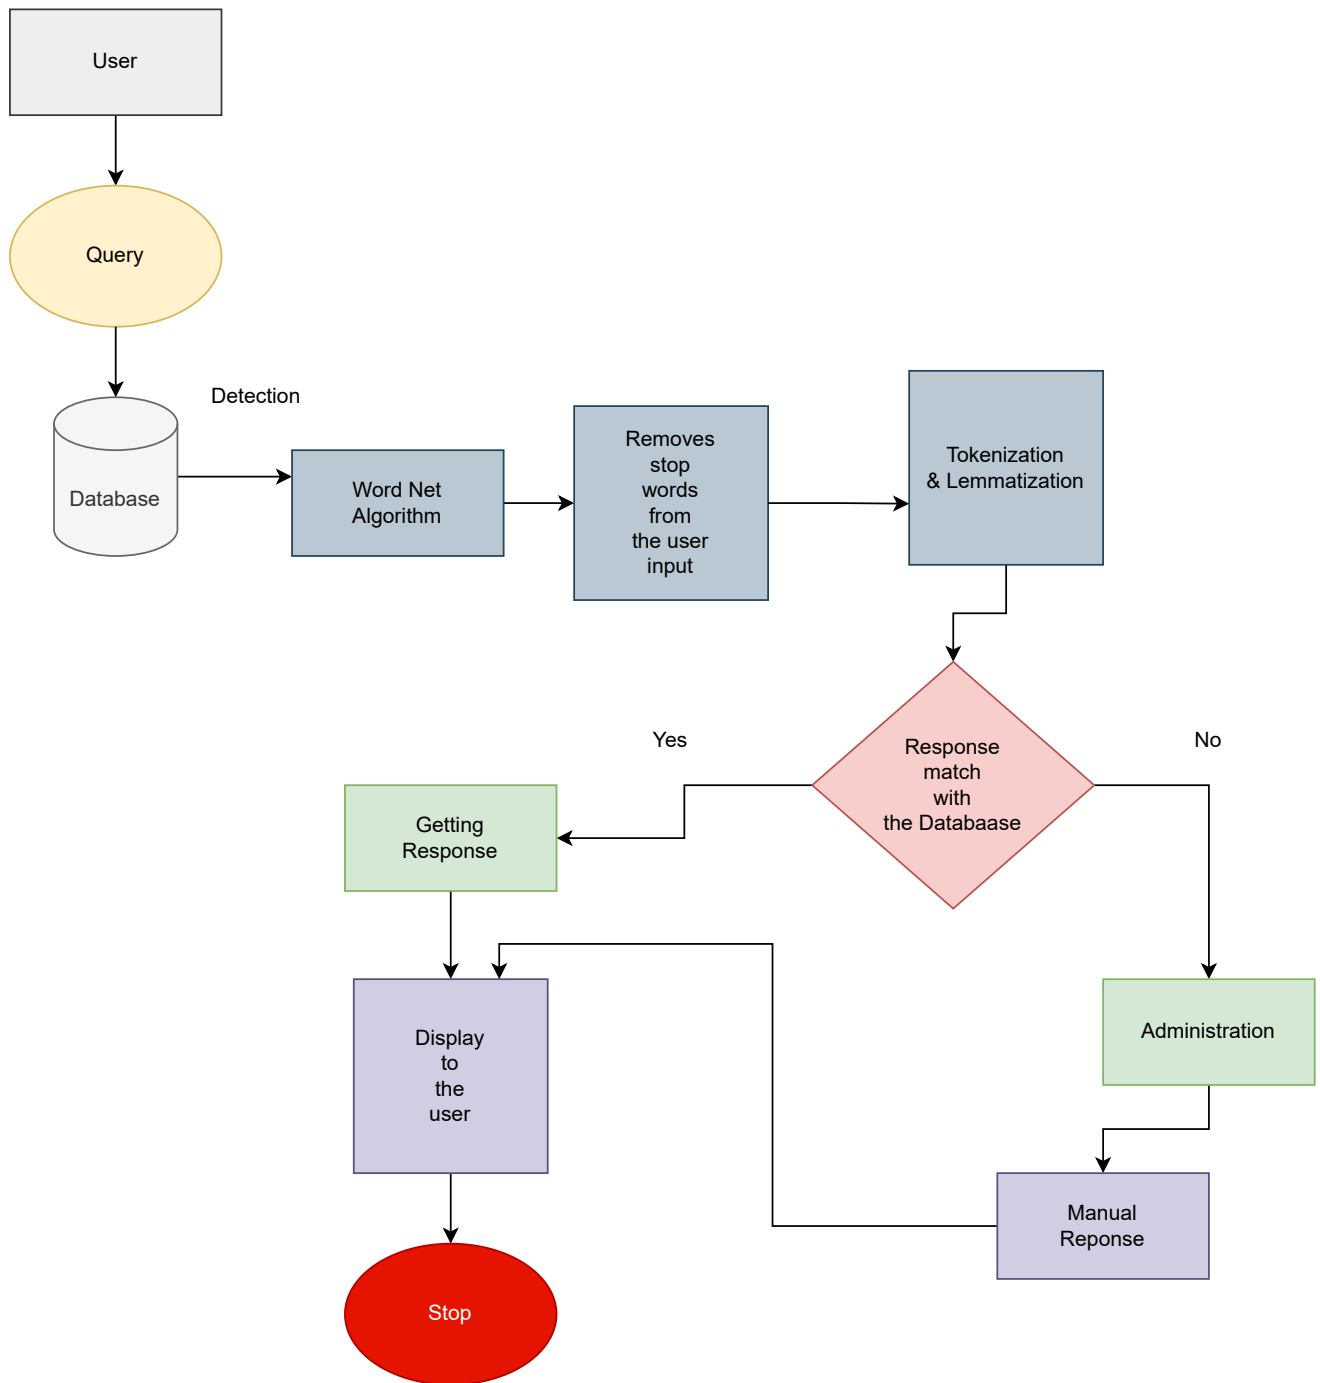 User
Query
Detection
Database
Word Net
Algorithm
Removes
stop
words
from
the user
input
Tokenization
& Lemmatization
Yes
No
Response
match
with
the Databaase
Getting
Response
Display
to
the
user
Administration
Manual
Reponse
Stop